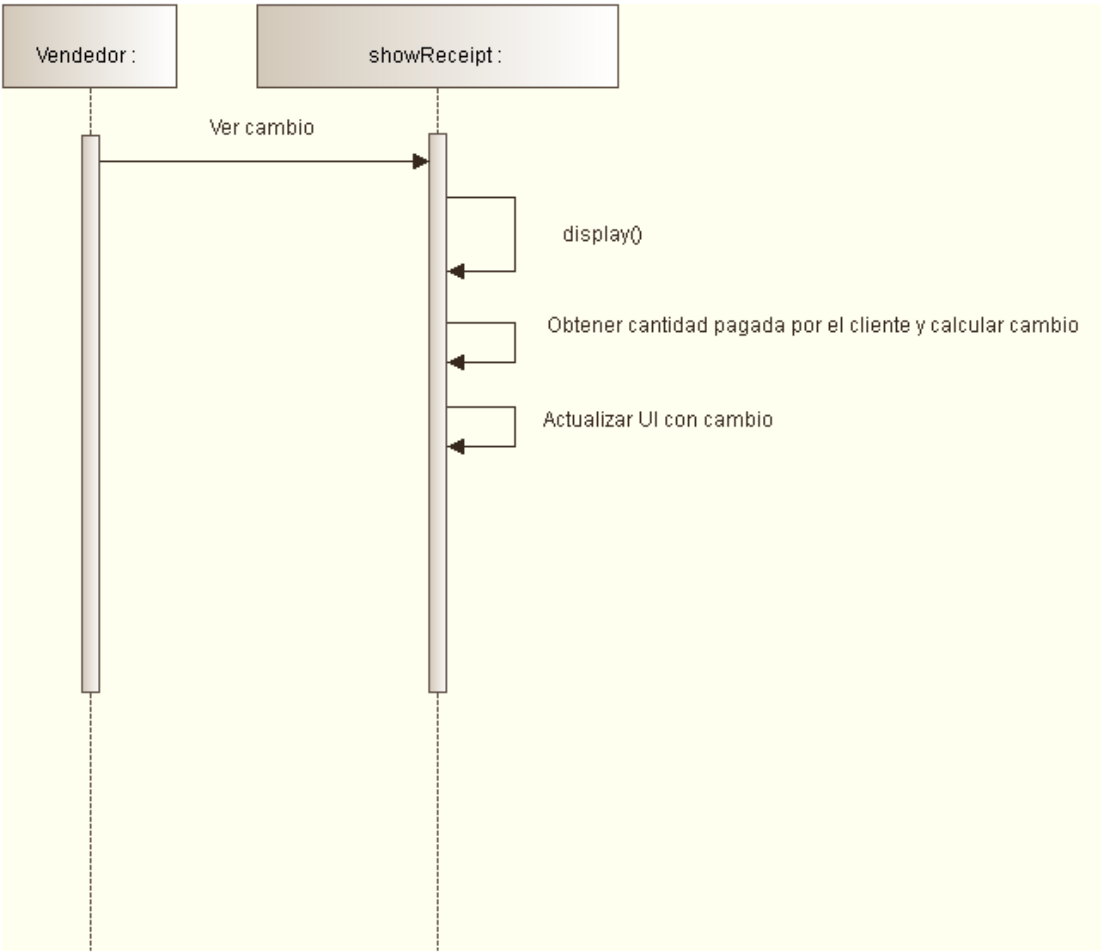 Vendedor :
showReceipt :
Ver cambio
display()
Obtener cantidad pagada por el cliente y calcular cambio
Actualizar UI con cambio